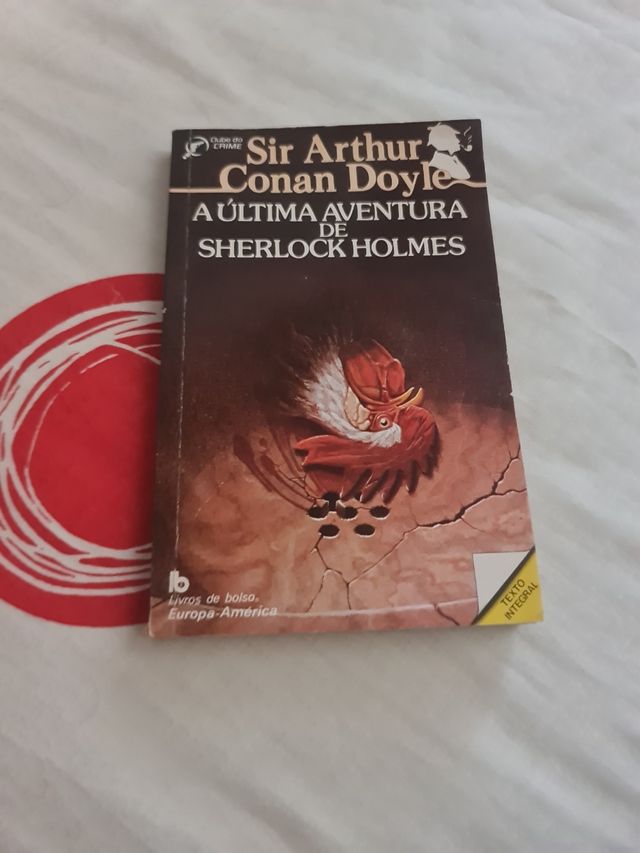 Clube do
CRIME
Sir Arthur
Conan Doyle
A ÚLTIMA AVENTURA
DE
SHERLOCK HOLMES
lb
Livros de bolso
Europa-América
TEXTO
INTEGRAL